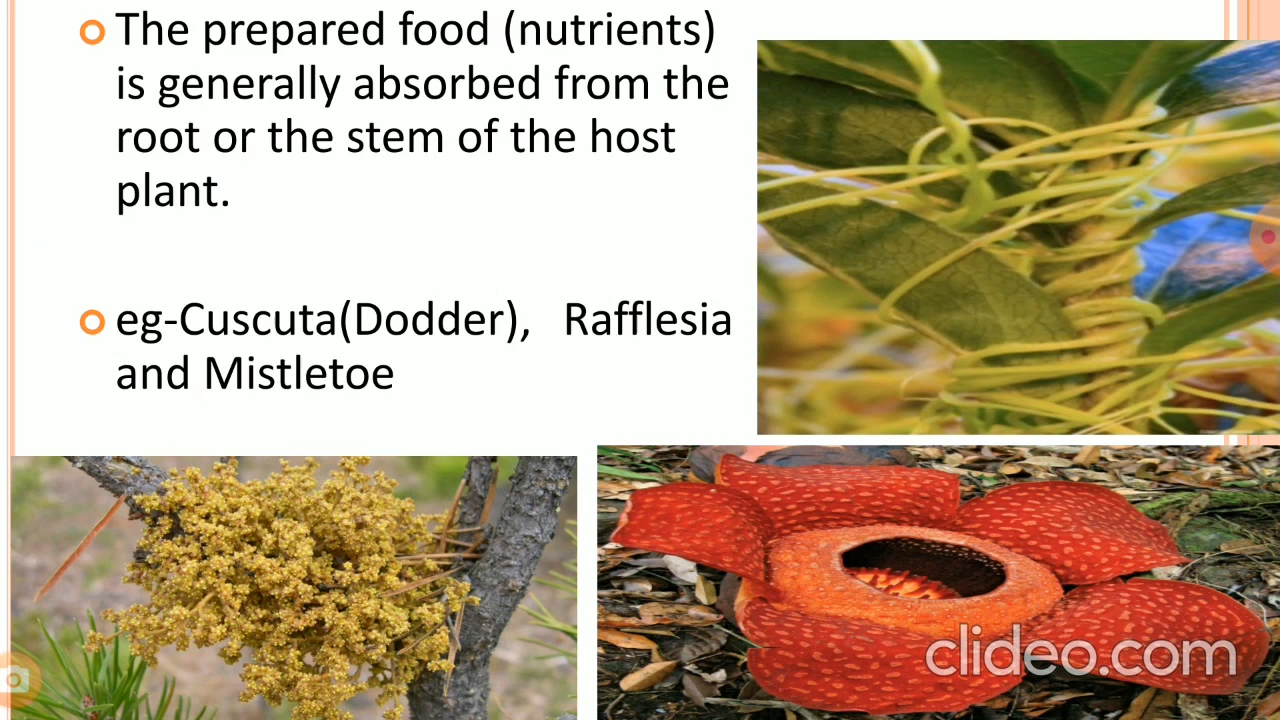 The prepared food (nutrients)
is generally absorbed from the
root or the stem of the host
plant.
eg-Cuscuta(Dodder), Rafflesia
and Mistletoe
clideo.com